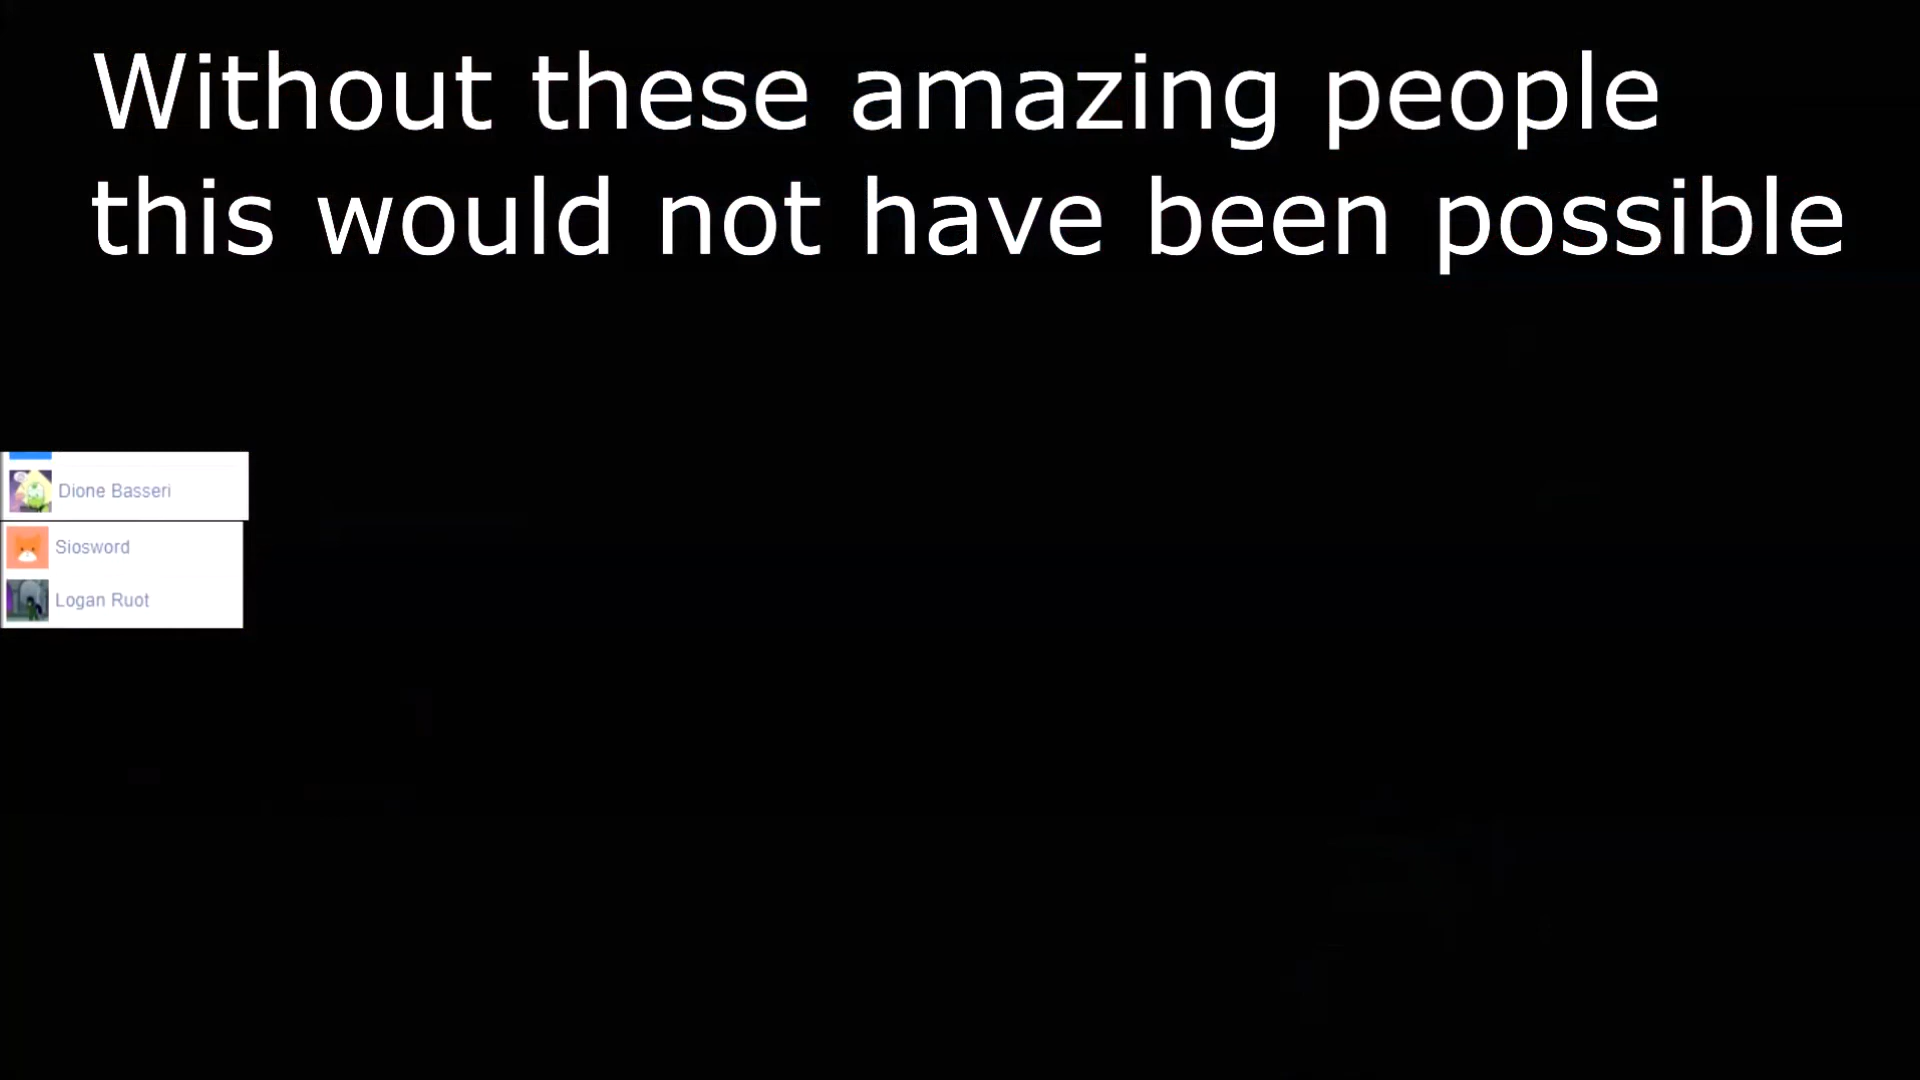 Without these amazing people
this would not have been possible
Dione Basseri
Siosword
Logan Ruot